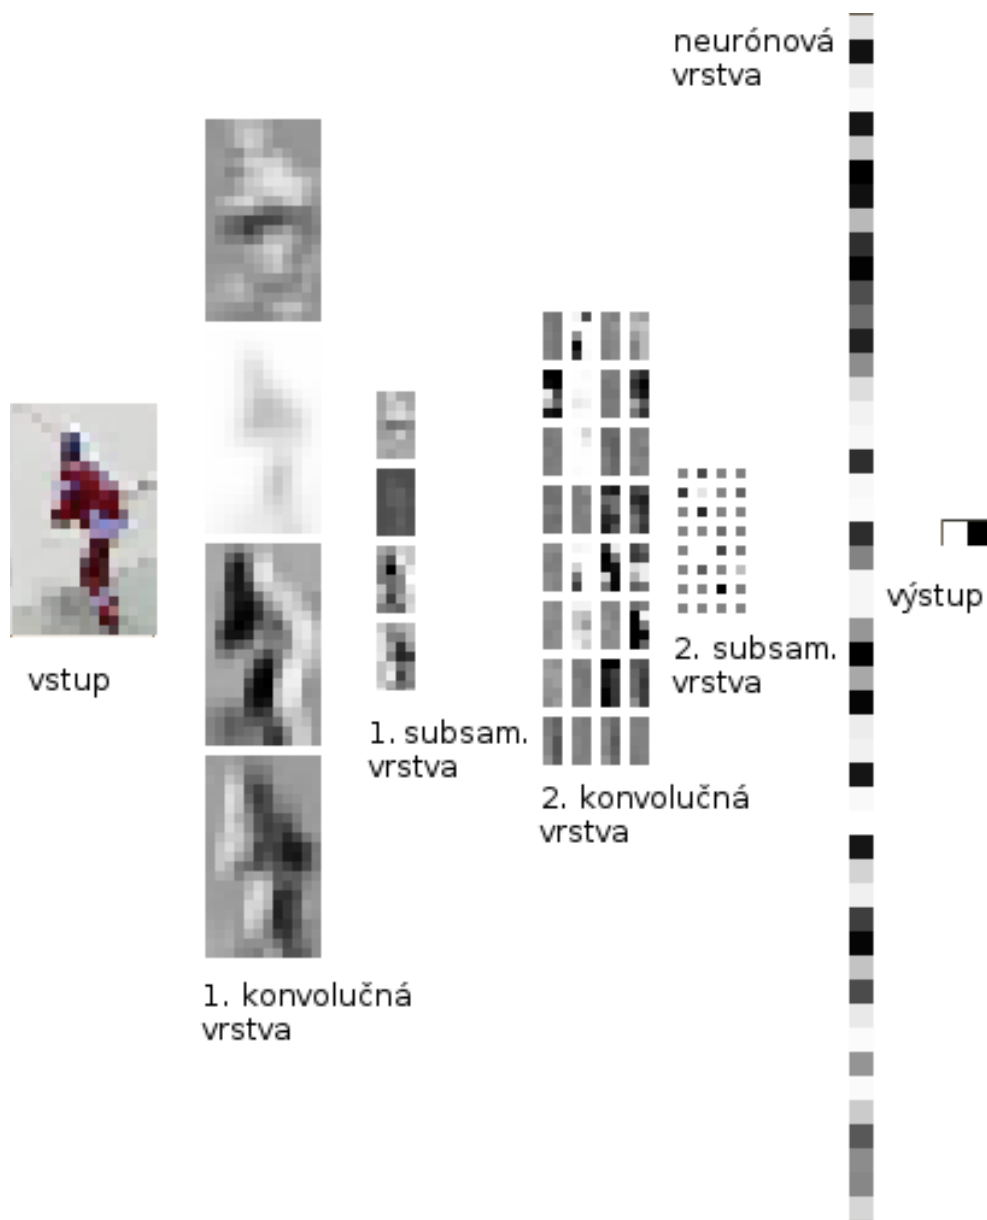 neurónová
vrstva
vstup
1. konvolučná
vrstva
1. subsam.
vrstva
2. konvolučná
vrstva
2. subsam.
vrstva
výstup